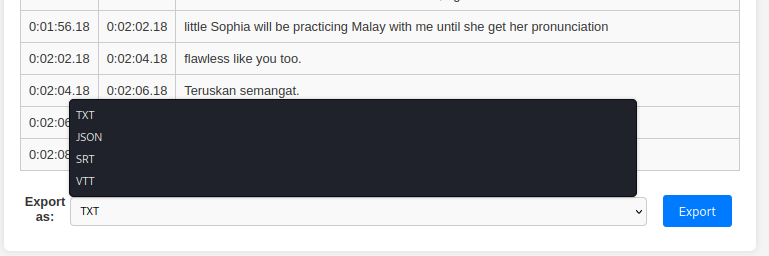 0:01:56.18 0:02:02.18 little Sophia will be practicing Malay with me until she get her pronunciation
0:02:02.18 0:02:04.18 flawless like you too.
0:02:04.18 0:02:06.18 Teruskan semangat.
0:02:06
0:02:08
TXT
JSON
SRT
VTT
Export as: TXT Export